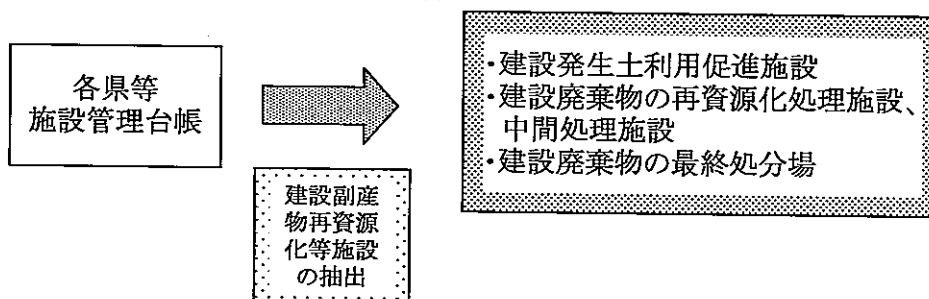 各県等
施設管理台帳
建設副産
物再資源
化等施設
の抽出
・建設発生土利用促進施設
・建設廃棄物の再資源化処理施設、
中間処理施設
・建設廃棄物の最終処分場